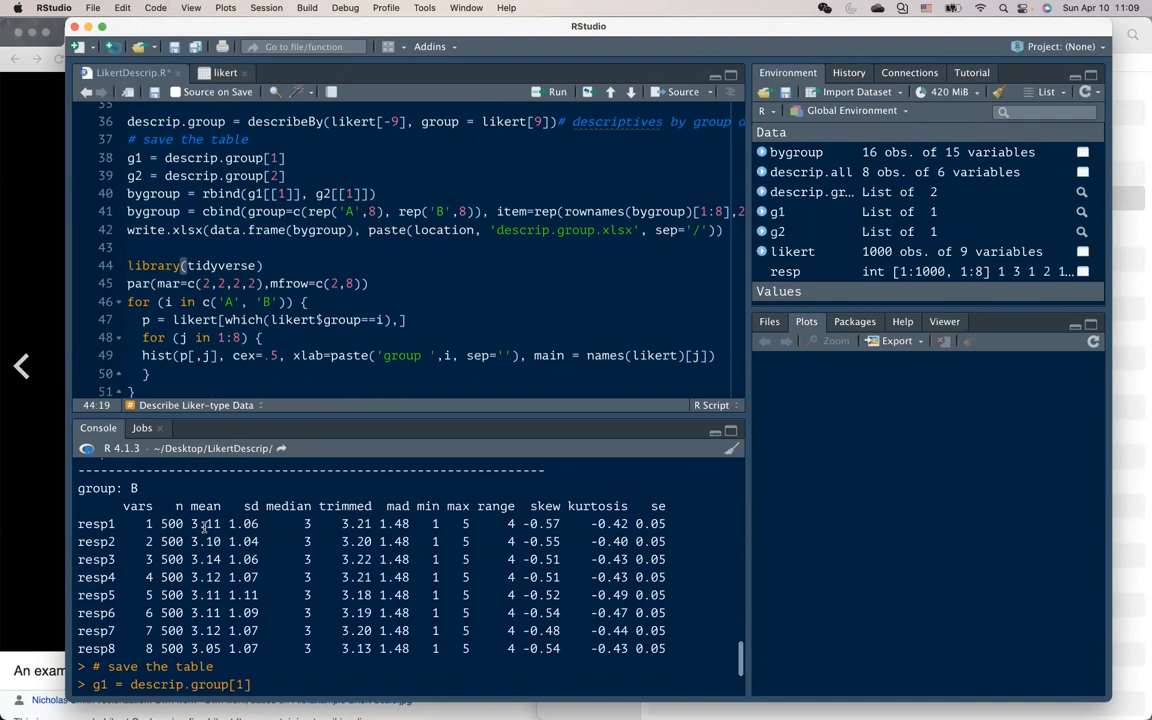 RStudio File Edit Code View Plots Session Build Debug Profile Tools Window Help Sun Apr 10 11:09
RStudio
Go to file/function Addins Project: (None)
LikertDescrip.R* likert
Source on Save Run Source
35
36 descrip.group = describeBy(likert[-9], group = likert[9])# descriptives by group o
37 # save the table
38 g1 = descrip.group[1]
39 g2 = descrip.group[2]
40 bygroup = rbind(g1[[1]], g2[[1]])
41 bygroup = cbind(group=c(rep('A',8), rep('B',8)), item=rep(rownames(bygroup)[1:8],2
42 write.xlsx(data.frame(bygroup), paste(location, 'descrip.group.xlsx', sep='/'))
43
44 library(tidyverse)
45 par(mar=c(2,2,2,2),mfrow=c(2,8))
46 for (i in c('A', 'B')) {
47 p = likert[which(likert$group==i),]
48 for (j in 1:8) {
49 hist(p[,j], cex=.5, xlab=paste('group ',i, sep=''), main = names(likert)[j])
50 }
51 }
44:19 Describe Liker-type Data R Script
Console Jobs
R 4.1.3 · ~/Desktop/LikertDescrip/
------------------------------------------------------------
group: B
vars n mean sd median trimmed mad min max range skew kurtosis se
resp1 1 500 3.11 1.06 3 3.21 1.48 1 5 4 -0.57 -0.42 0.05
resp2 2 500 3.10 1.04 3 3.20 1.48 1 5 4 -0.55 -0.40 0.05
resp3 3 500 3.14 1.06 3 3.22 1.48 1 5 4 -0.51 -0.43 0.05
resp4 4 500 3.12 1.07 3 3.21 1.48 1 5 4 -0.51 -0.43 0.05
resp5 5 500 3.11 1.11 3 3.18 1.48 1 5 4 -0.52 -0.49 0.05
resp6 6 500 3.11 1.09 3 3.19 1.48 1 5 4 -0.54 -0.47 0.05
resp7 7 500 3.12 1.07 3 3.20 1.48 1 5 4 -0.48 -0.44 0.05
resp8 8 500 3.05 1.07 3 3.13 1.48 1 5 4 -0.54 -0.43 0.05
> # save the table
> g1 = descrip.group[1]
Environment History Connections Tutorial
Import Dataset 420 MiB List
R Global Environment
Data
bygroup 16 obs. of 15 variables
descrip.all 8 obs. of 6 variables
descrip.gr... List of 2
g1 List of 1
g2 List of 1
likert 1000 obs. of 9 variables
resp int [1:1000, 1:8] 1 3 1 2 1...
Values
Files Plots Packages Help Viewer
Zoom Export
An exam